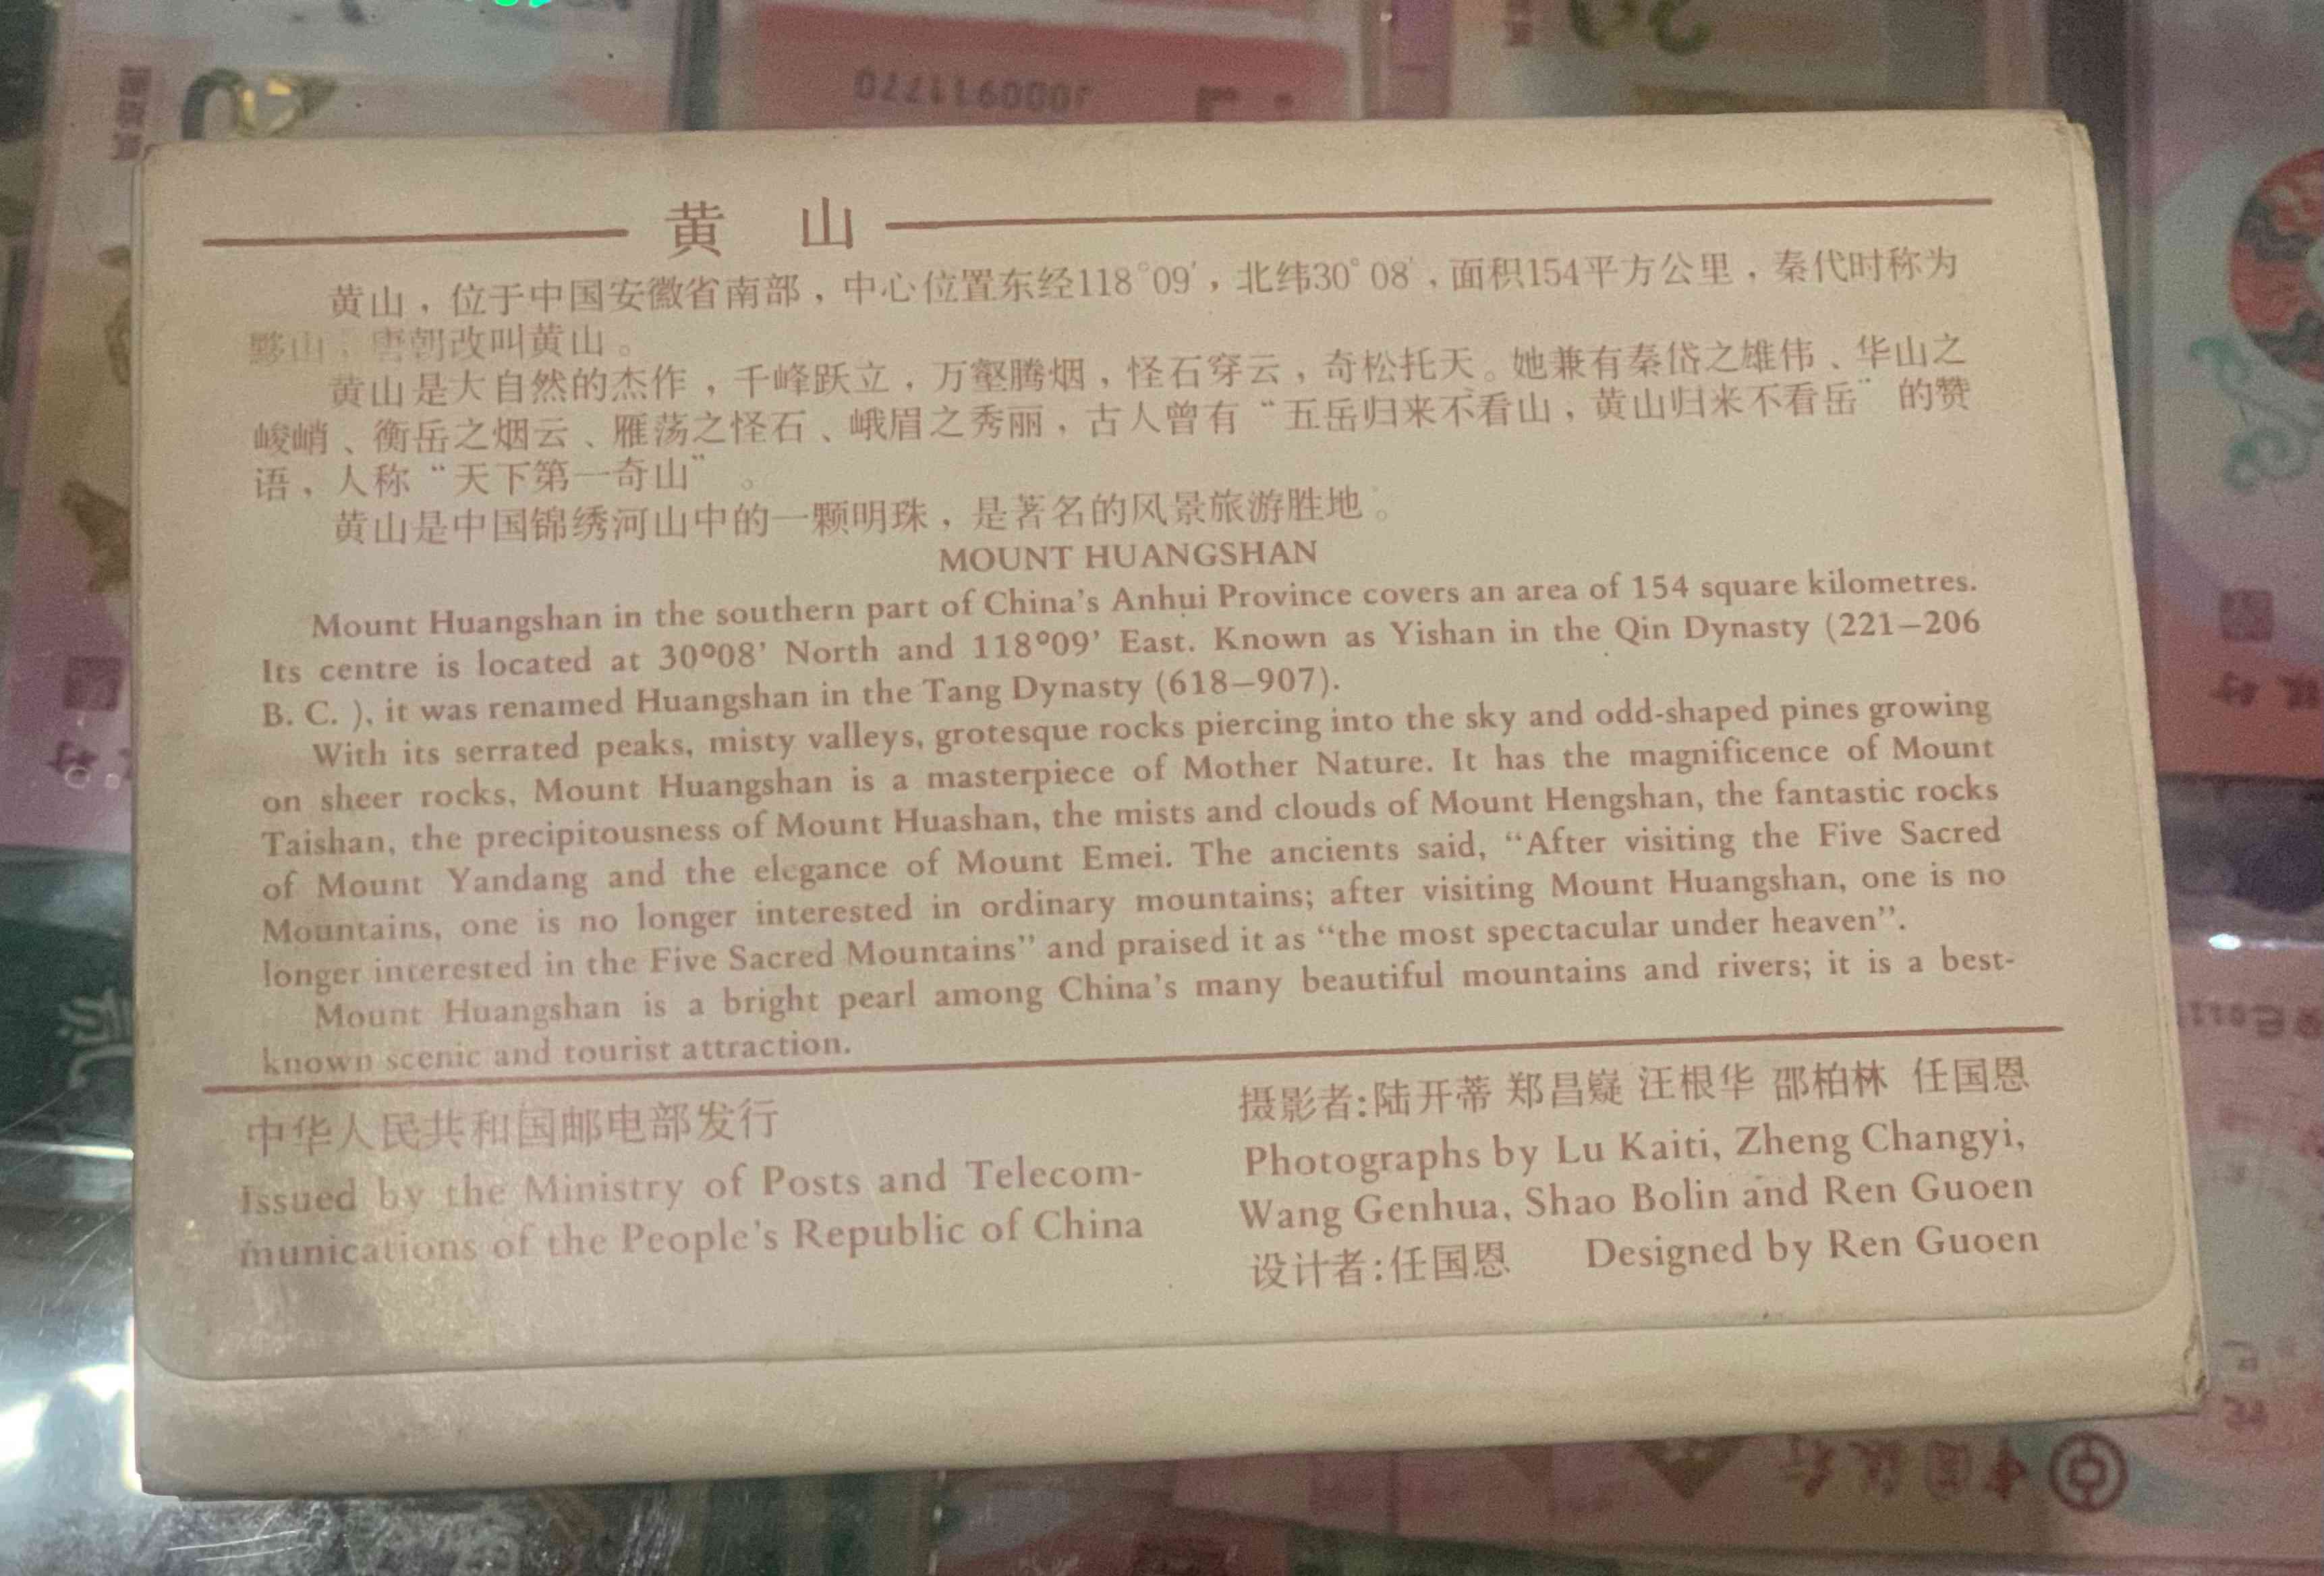 J000911770
黄 山
黄山，位于中国安徽省南部，中心位置东经118°09′，北纬30°08′，面积154平方公里，秦代时称为
黟山，唐朝改叫黄山。
黄山是大自然的杰作，千峰跃立，万壑腾烟，怪石穿云，奇松托天。她兼有秦岱之雄伟、华山之
峻峭、衡岳之烟云、雁荡之怪石、峨眉之秀丽，古人曾有“五岳归来不看山，黄山归来不看岳”的赞
语，人称“天下第一奇山”。
黄山是中国锦绣河山中的一颗明珠，是著名的风景旅游胜地。
MOUNT HUANGSHAN
Mount Huangshan in the southern part of China's Anhui Province covers an area of 154 square kilometres.
Its centre is located at 30°08' North and 118°09' East. Known as Yishan in the Qin Dynasty (221—206
B. C. ), it was renamed Huangshan in the Tang Dynasty (618—907).
With its serrated peaks, misty valleys, grotesque rocks piercing into the sky and odd-shaped pines growing
on sheer rocks, Mount Huangshan is a masterpiece of Mother Nature. It has the magnificence of Mount
Taishan, the precipitousness of Mount Huashan, the mists and clouds of Mount Hengshan, the fantastic rocks
of Mount Yandang and the elegance of Mount Emei. The ancients said, “After visiting the Five Sacred
Mountains, one is no longer interested in ordinary mountains; after visiting Mount Huangshan, one is no
longer interested in the Five Sacred Mountains” and praised it as “the most spectacular under heaven”.
Mount Huangshan is a bright pearl among China's many beautiful mountains and rivers; it is a best-
known scenic and tourist attraction.
中华人民共和国邮电部发行
Issued by the Ministry of Posts and Telecom-
munications of the People's Republic of China
摄影者:陆开蒂 郑昌嶷 汪根华 邵柏林 任国恩
Photographs by Lu Kaiti, Zheng Changyi,
Wang Genhua, Shao Bolin and Ren Guoen
设计者:任国恩 Designed by Ren Guoen
中国银行